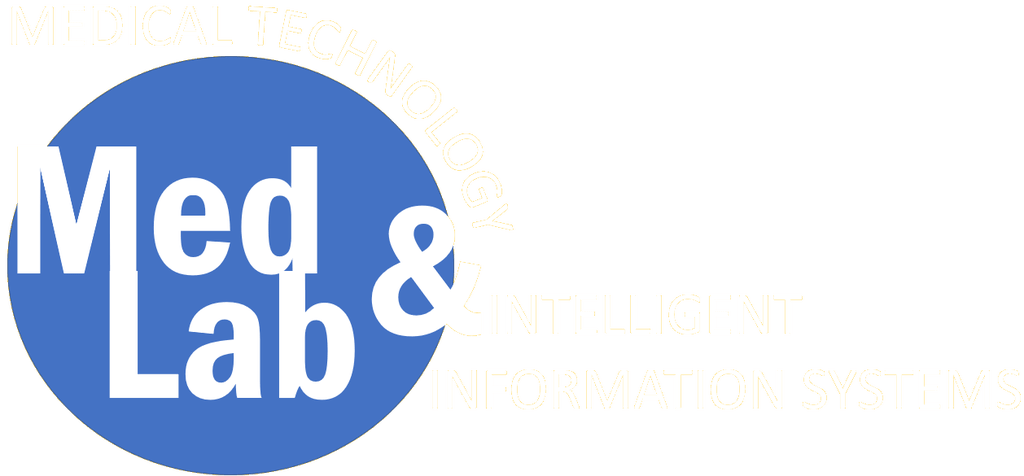 MEDICAL TECHNOLOGY
Med
Lab
&
INTELLIGENT
INFORMATION SYSTEMS